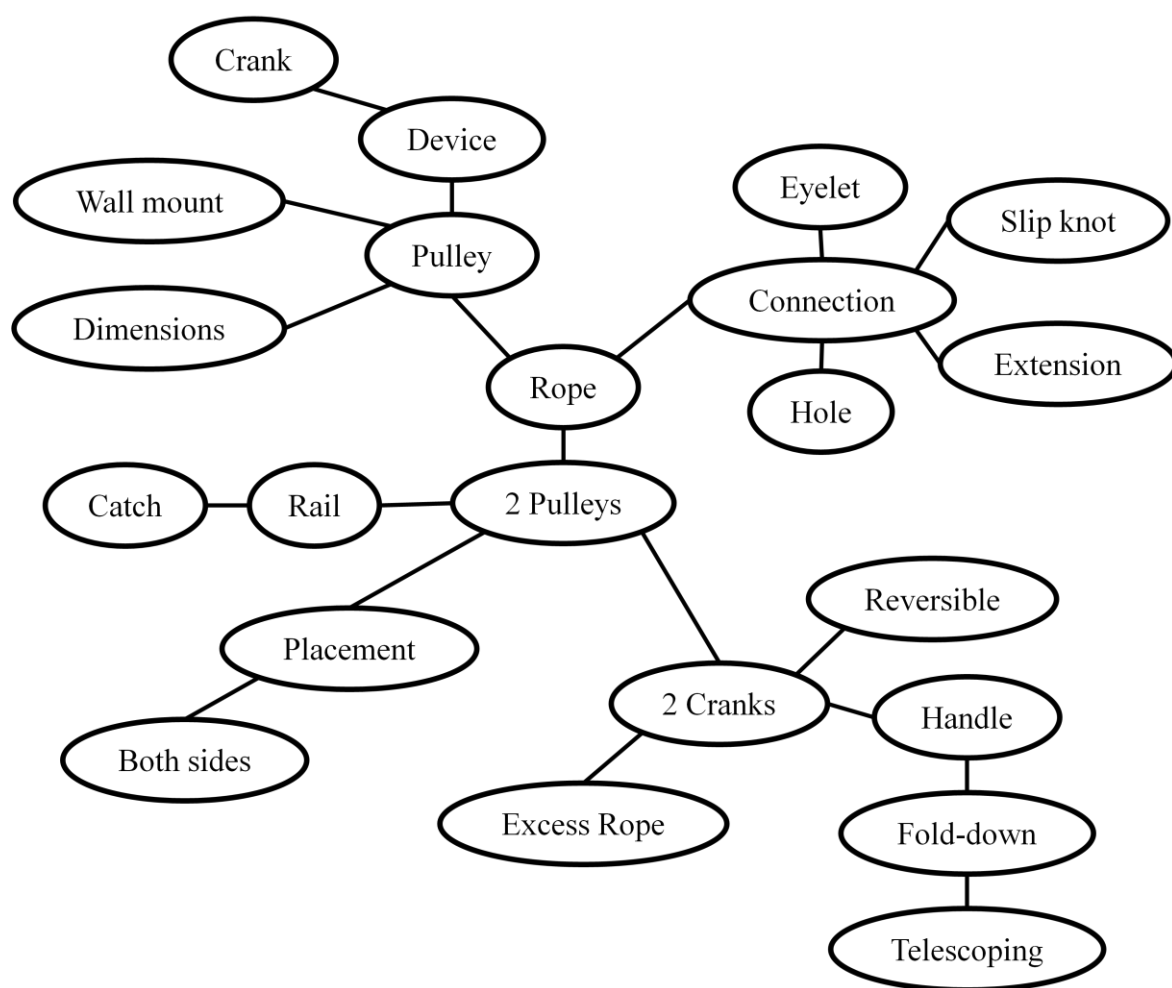 Crank
Device
Wall mount
Pulley
Dimensions
Eyelet
Slip knot
Connection
Extension
Hole
Rope
Catch
Rail
2 Pulleys
Placement
Both sides
Reversible
2 Cranks
Handle
Excess Rope
Fold-down
Telescoping